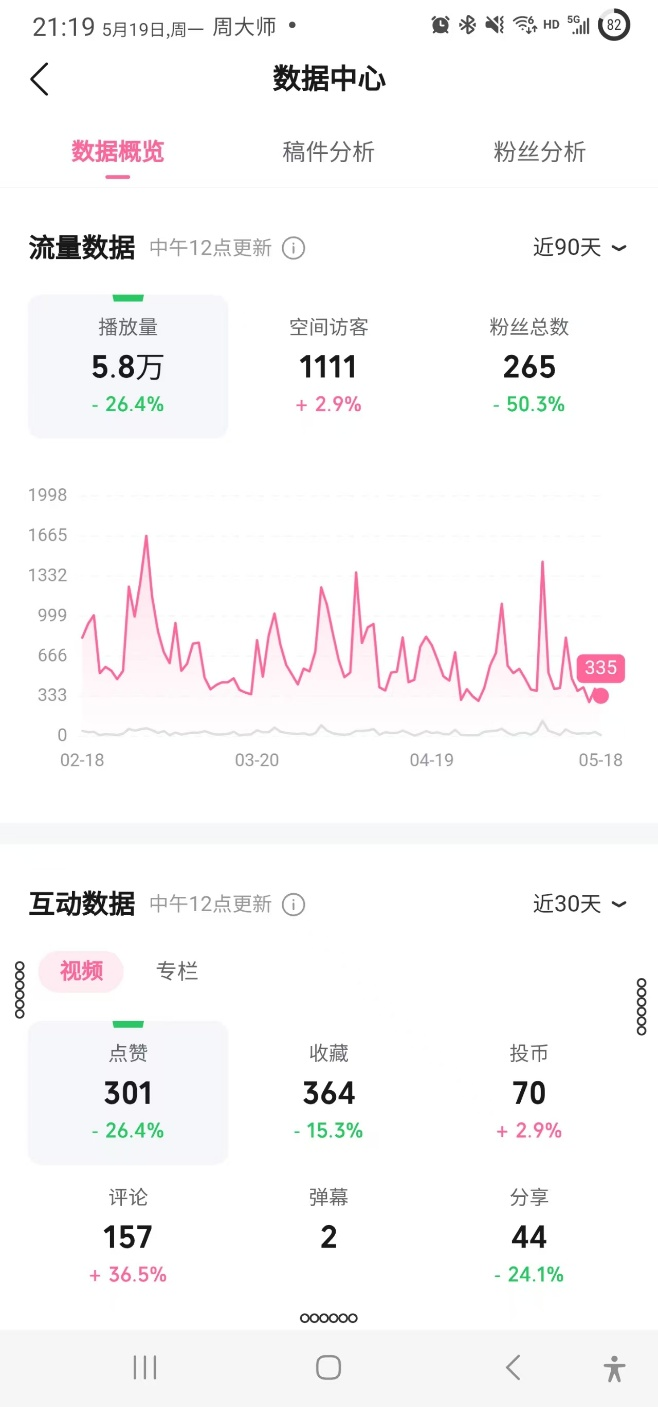 21:19 5月19日,周一 周大师 • HD 5G 82
数据中心
数据概览 稿件分析 粉丝分析
流量数据 中午12点更新 近90天
播放量 空间访客 粉丝总数
5.8万 1111 265
- 26.4% + 2.9% - 50.3%
1998
1665
1332
999
666
333
0
335
02-18 03-20 04-19 05-18
互动数据 中午12点更新 近30天
视频 专栏
点赞 收藏 投币
301 364 70
- 26.4% - 15.3% + 2.9%
评论 弹幕 分享
157 2 44
+ 36.5% - 24.1%